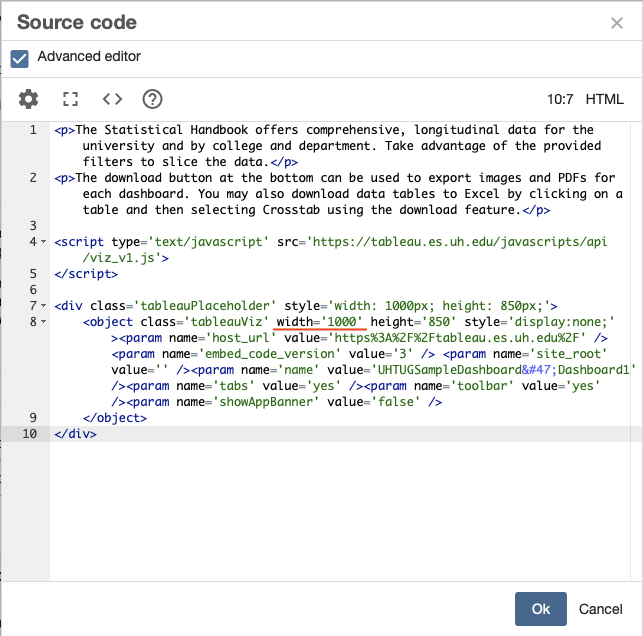 Source code
Advanced editor
10:7 HTML
1 <p>The Statistical Handbook offers comprehensive, longitudinal data for the
university and by college and department. Take advantage of the provided
filters to slice the data.</p>
2 <p>The download button at the bottom can be used to export images and PDFs for
each dashboard. You may also download data tables to Excel by clicking on a
table and then selecting Crosstab using the download feature.</p>
3
4 <script type='text/javascript' src='https://tableau.es.uh.edu/javascripts/api
/viz_v1.js'>
5 </script>
6
7 <div class='tableauPlaceholder' style='width: 1000px; height: 850px;'>
8 <object class='tableauViz' width='1000' height='850' style='display:none;'
><param name='host_url' value='https%3A%2F%2Ftableau.es.uh.edu%2F' />
<param name='embed_code_version' value='3' /> <param name='site_root'
value='' /><param name='name' value='UHTUGSampleDashboard&#47;Dashboard1'
/><param name='tabs' value='yes' /><param name='toolbar' value='yes'
/><param name='showAppBanner' value='false' />
9 </object>
10 </div>
Ok Cancel